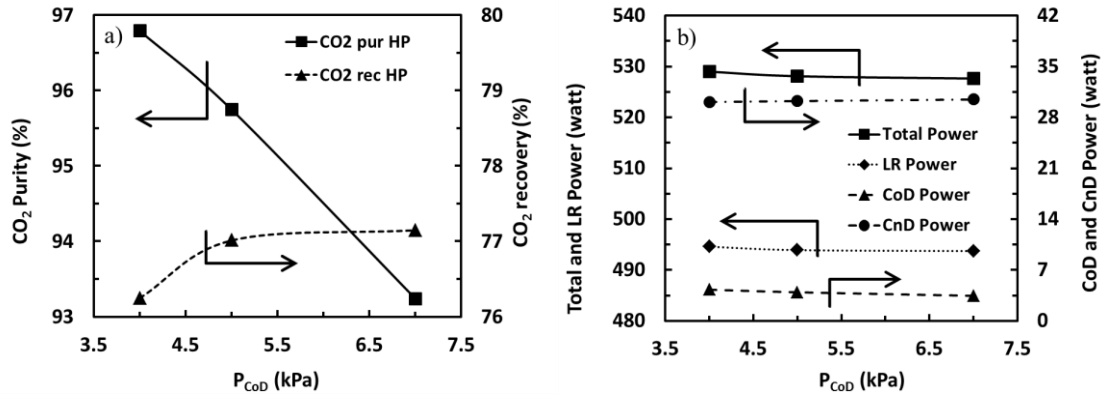 a)
CO2 pur HP
CO2 rec HP
CO₂ Purity (%)
97
96
95
94
93
CO₂ recovery (%)
80
79
78
77
76
3.5 4.5 5.5 6.5 7.5
P_CoD (kPa)
b)
Total and LR Power (watt)
540
530
520
510
500
490
480
CoD and CnD Power (watt)
42
35
28
21
14
7
0
Total Power
LR Power
CoD Power
CnD Power
3.5 4.5 5.5 6.5 7.5
P_CoD (kPa)